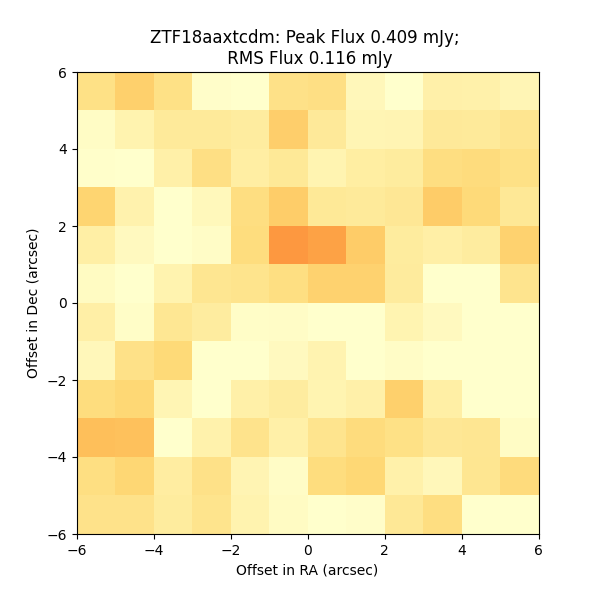 ZTF18aaxtcdm: Peak Flux 0.409 mJy;
RMS Flux 0.116 mJy
6
4
2
0
−2
−4
−6
Offset in Dec (arcsec)
−6 −4 −2 0 2 4 6
Offset in RA (arcsec)